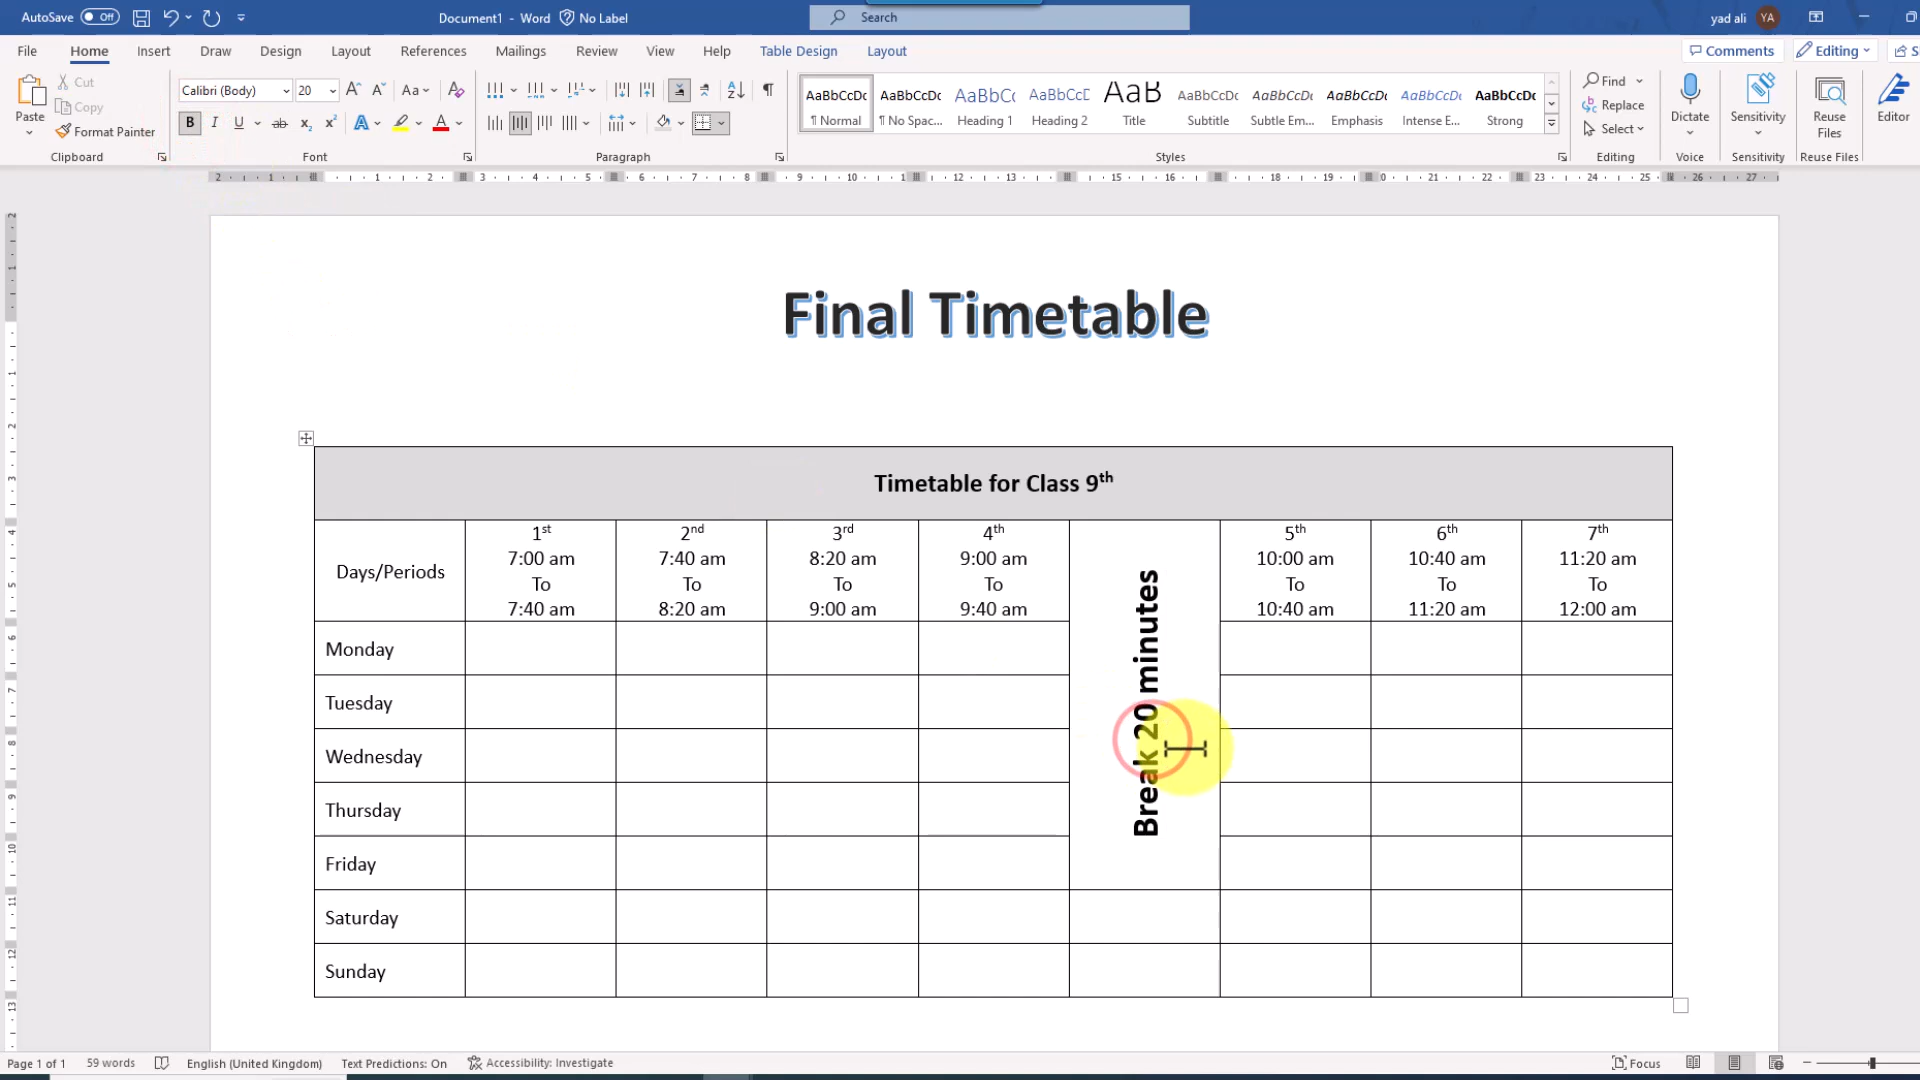 AutoSave Off
Document1 - Word No Label
Search
yad ali YA
File Home Insert Draw Design Layout References Mailings Review View Help Table Design Layout
Comments Editing
Paste
Cut
Copy
Format Painter
Clipboard
Calibri (Body) 20
Font
Paragraph
AaBbCcDc AaBbCcDc AaBbC AaBbCcC AaB AaBbCcDc AaBbCcDc AaBbCcDc AaBbCcDc AaBbCcDc
¶ Normal ¶ No Spac... Heading 1 Heading 2 Title Subtitle Subtle Em... Emphasis Intense E... Strong
Styles
Find
Replace
Select
Editing
Dictate
Voice
Sensitivity
Sensitivity
Reuse Files
Reuse Files
Editor
Final Timetable
Timetable for Class 9th
Days/Periods
1st
7:00 am
To
7:40 am
2nd
7:40 am
To
8:20 am
3rd
8:20 am
To
9:00 am
4th
9:00 am
To
9:40 am
Break 20 minutes
5th
10:00 am
To
10:40 am
6th
10:40 am
To
11:20 am
7th
11:20 am
To
12:00 am
Monday
Tuesday
Wednesday
Thursday
Friday
Saturday
Sunday
Page 1 of 1 59 words English (United Kingdom) Text Predictions: On Accessibility: Investigate
Focus